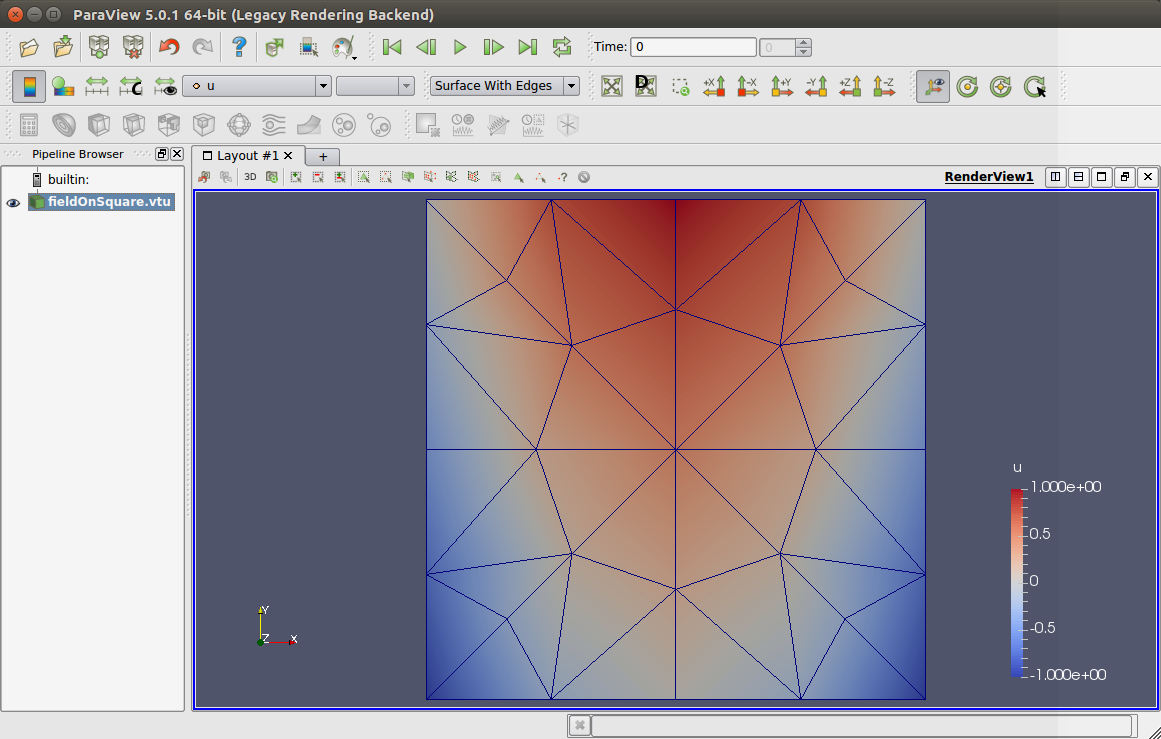 ParaView 5.0.1 64-bit (Legacy Rendering Backend)
?
Time: 0 0
C D +X -X +Y -Y +Z -Z
u Surface With Edges
Pipeline Browser
Layout #1 +
builtin:
3D ? RenderView1
fieldOnSquare.vtu
u
1.000e+00
0.5
0
-0.5
-1.000e+00
Y
Z X